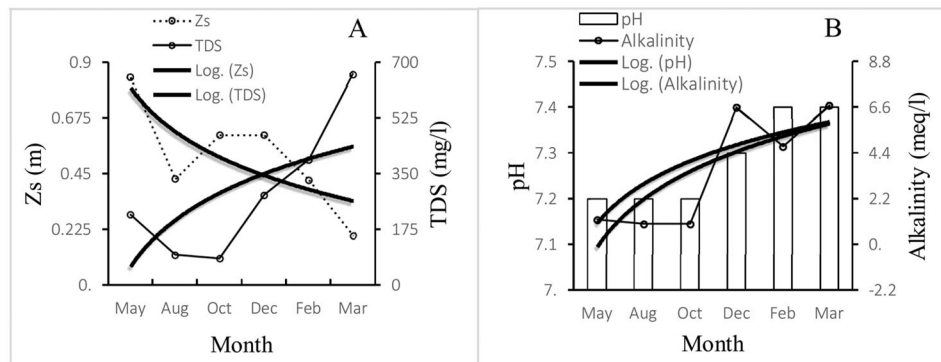 A
Zs
TDS
Log. (Zs)
Log. (TDS)
0.9
0.675
0.45
0.225
0.
Zs (m)
700
525
350
175
0
TDS (mg/l)
May Aug Oct Dec Feb Mar
Month
B
pH
Alkalinity
Log. (pH)
Log. (Alkalinity)
7.5
7.4
7.3
7.2
7.1
7.
pH
8.8
6.6
4.4
2.2
0.
-2.2
Alkalinity (meq/l)
May Aug Oct Dec Feb Mar
Month